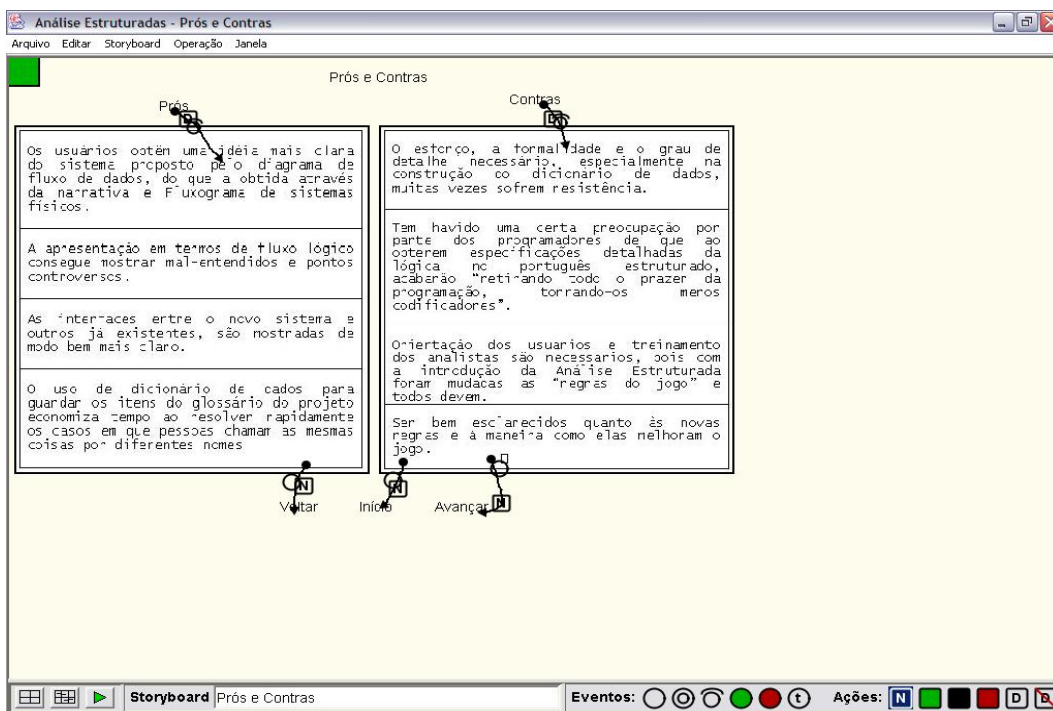 Análise Estruturadas - Prós e Contras
Arquivo Editar Storyboard Operação Janela
Prós e Contras
Prós
Os usuários obtêm uma idéia mais clara
do sistema proposto pelo diagrama de
fluxo de dados, do que a obtida através
da narrativa e Fluxograma de sistemas
físicos.
A apresentação em termos de fluxo lógico
consegue mostrar mal-entendidos e pontos
controversos.
As interfaces entre o novo sistema e
outros já existentes, são mostradas de
modo bem mais claro.
O uso de dicionário de dados para
guardar os itens do glossário do projeto
economiza tempo ao resolver rapidamente
os casos em que pessoas chamam as mesmas
coisas por diferentes nomes
Contras
O esforço, a formalidade e o grau de
detalhe necessário, especialmente na
construção do dicionário de dados,
muitas vezes sofrem resistência.
Tem havido uma certa preocupação por
parte dos programadores de que ao
obterem especificações detalhadas da
lógica no português estruturado,
acabarão "retirando todo o prazer da
programação, tornando-os meros
codificadores".
Orientação dos usuarios e treinamento
dos analistas são necessarios, pois com
a introdução da Análise Estruturada
foram mudadas as "regras do jogo" e
todos devem.
Ser bem esclarecidos quanto às novas
regras e à maneira como elas melhoram o
jogo.
Voltar Início Avançar
Storyboard Prós e Contras Eventos: t Ações: N D D